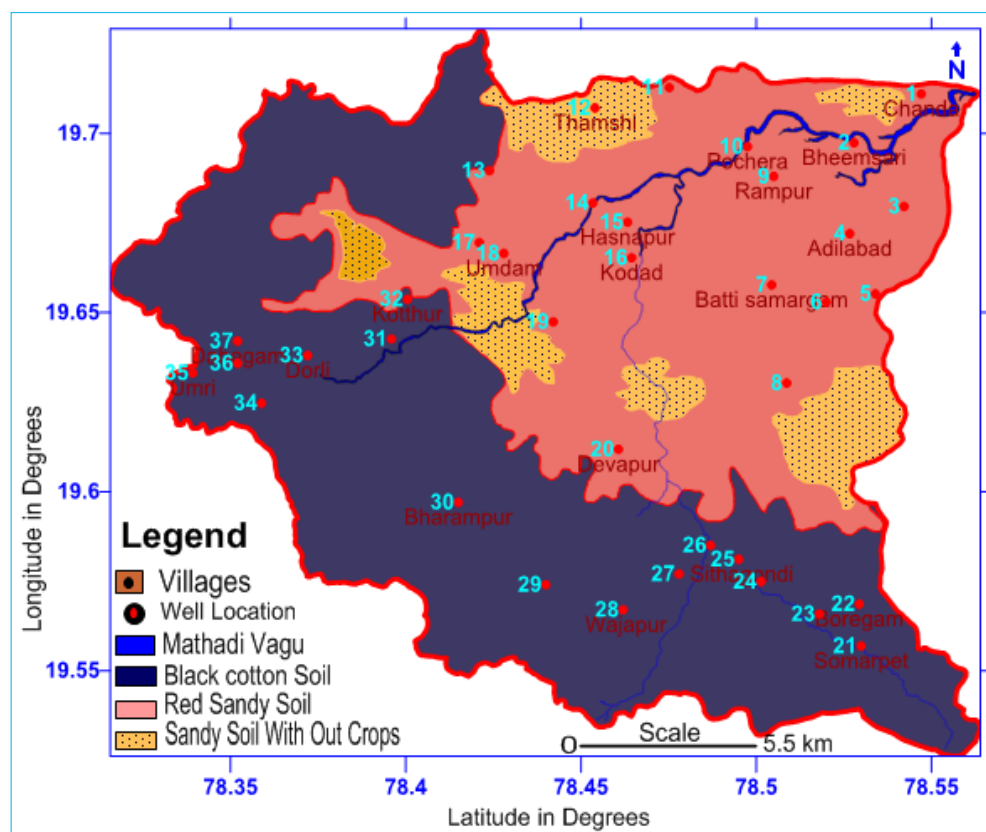 N
19.7
19.65
19.6
19.55
Longitude in Degrees
11
1
12
Thamshi
Chanda
2
10
Bheemsari
Pochera
13
9
Rampur
14
3
15
Hasnapur
4
Adilabad
17
18
Umdam
16
Kodad
7
Batti samargam
6
5
32
Kotthur
19
31
37
36
33
Dorli
35
Umri
34
8
20
Devapur
30
Bharampur
26
25
27
24
29
28
Wajapur
22
23
Boregam
21
Somarpet
Legend
Villages
Well Location
Mathadi Vagu
Black cotton Soil
Red Sandy Soil
Sandy Soil With Out Crops
Scale
O 5.5 km
78.35 78.4 78.45 78.5 78.55
Latitude in Degrees